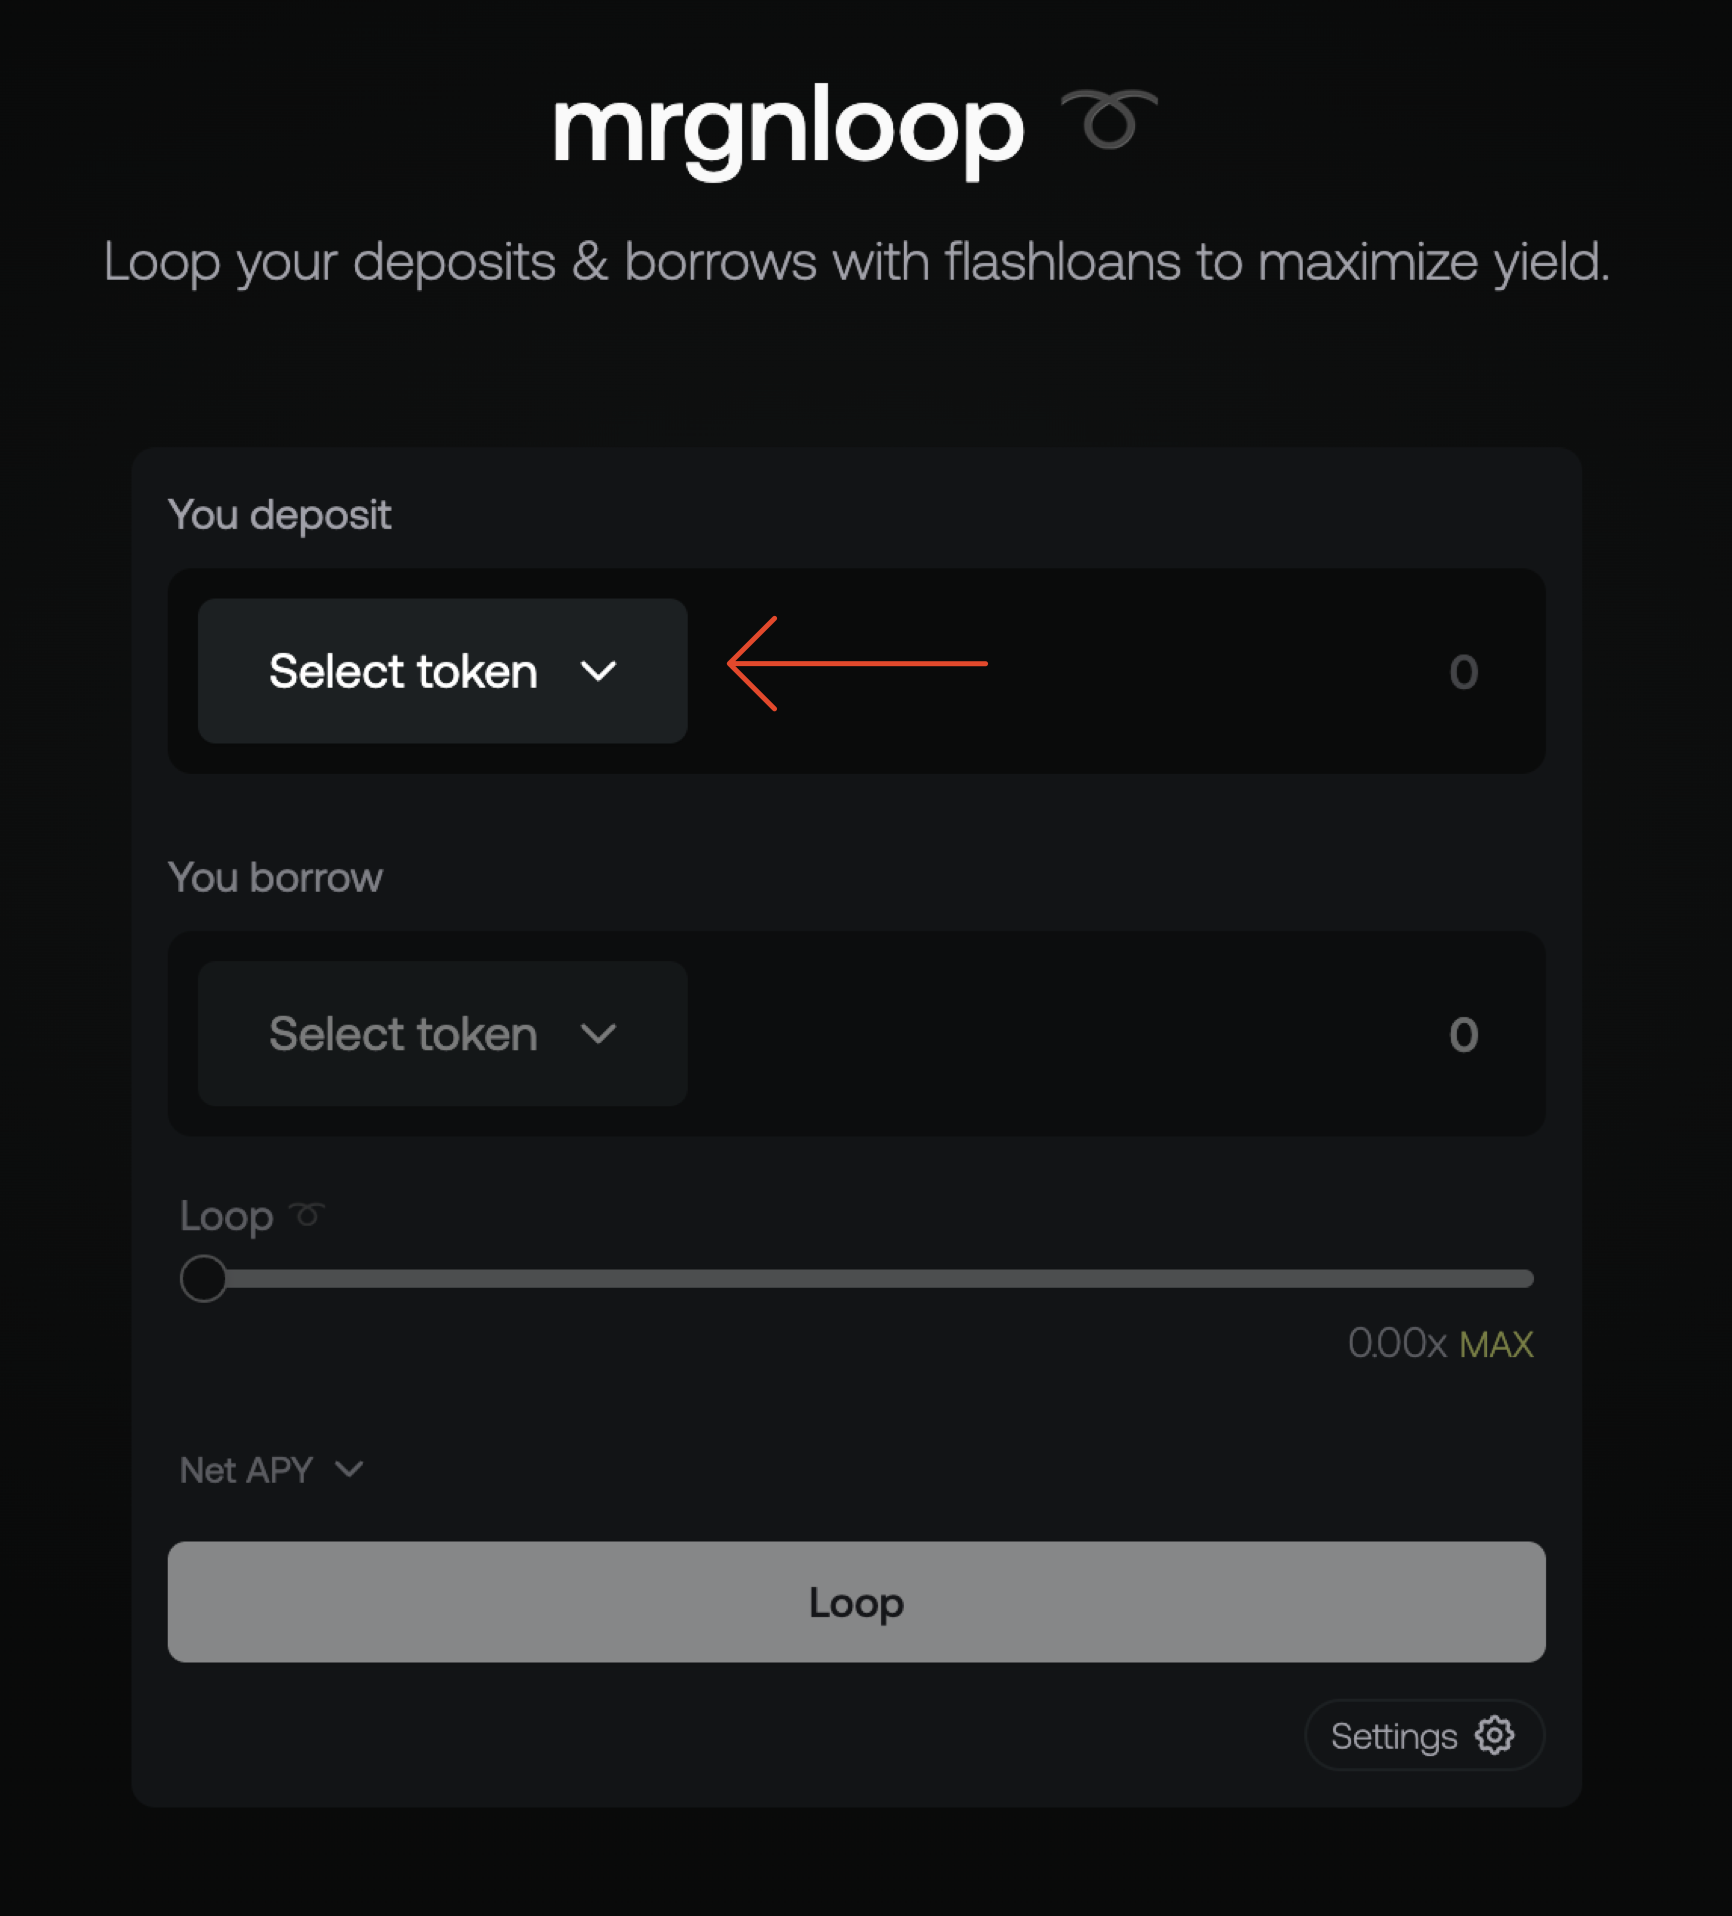 mrgnloop ➰
Loop your deposits & borrows with flashloans to maximize yield.
You deposit
Select token
0
You borrow
Select token
0
Loop ➰
0.00x MAX
Net APY
Loop
Settings